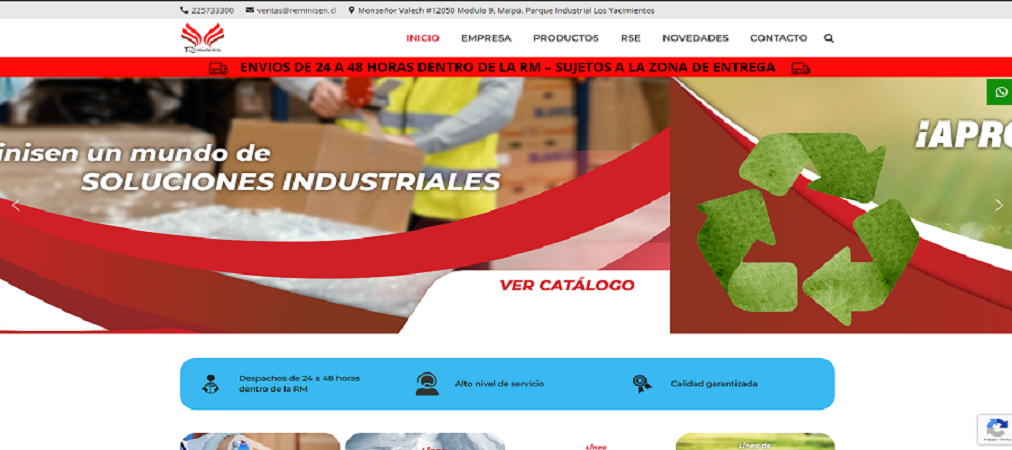 225733300 ventas@reminisen.cl Monseñor Valech #12050 Modulo 9, Maipú. Parque Industrial Los Yacimientos
INICIO EMPRESA PRODUCTOS RSE NOVEDADES CONTACTO
ENVIOS DE 24 A 48 HORAS DENTRO DE LA RM – SUJETOS A LA ZONA DE ENTREGA
inisen un mundo de
SOLUCIONES INDUSTRIALES
¡APRO
VER CATÁLOGO
Despachos de 24 a 48 horas
dentro de la RM
Alto nivel de servicio
Calidad garantizada
Línea
Línea
Línea de